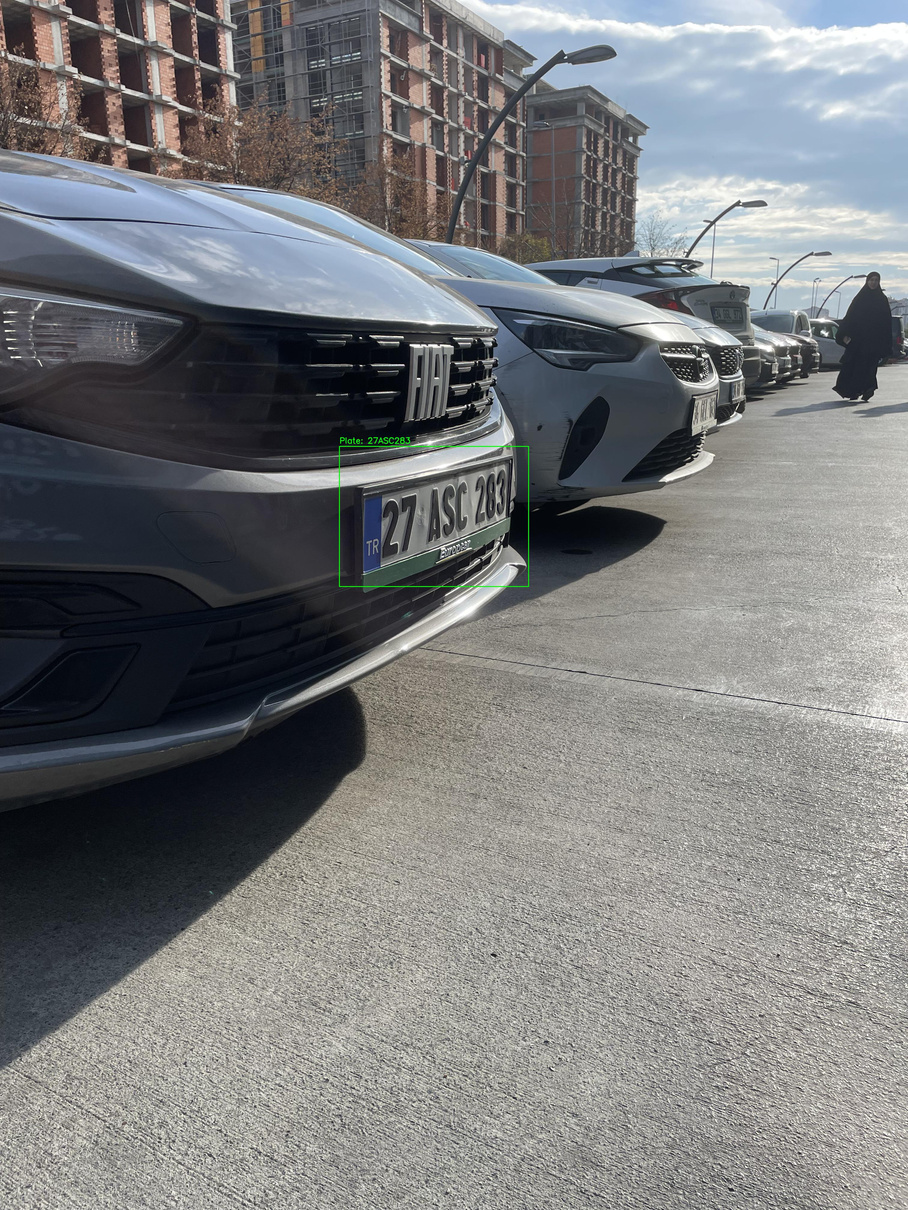 FIAT
Plate: 27ASC283
TR 27 ASC 283
Europcar